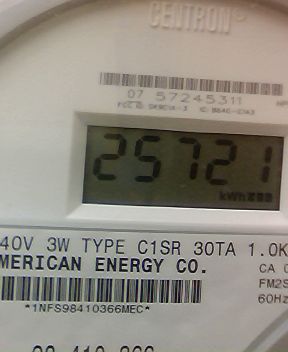 CENTRON
07 57245311
25721
kWh
40V 3W TYPE C1SR 30TA 1.0K
MERICAN ENERGY CO.
CA 0
FM2S
60Hz
*1NFS98410366MEC*